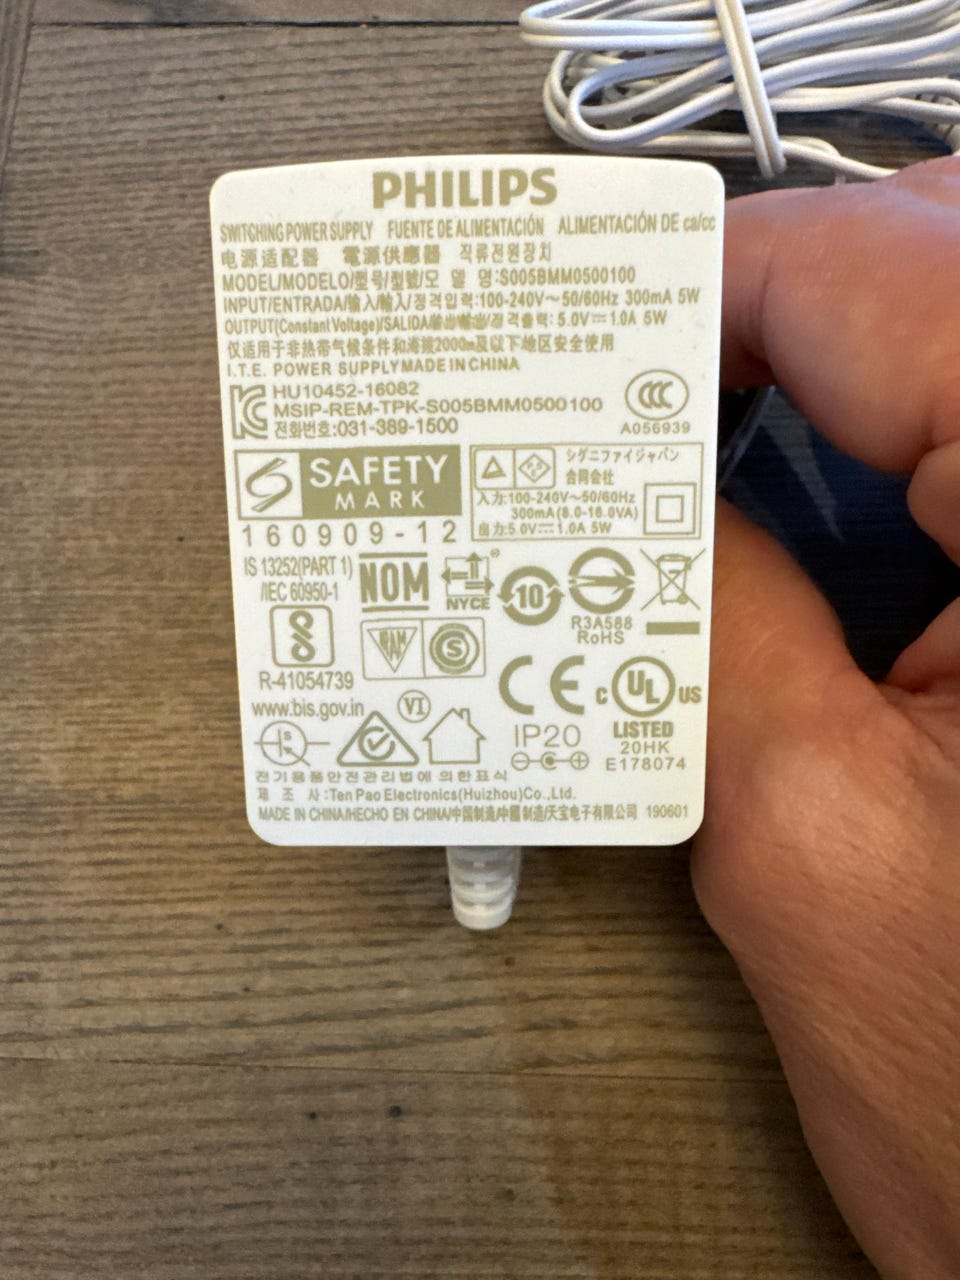 PHILIPS
SWITCHING POWER SUPPLY FUENTE DE ALIMENTACIÓN ALIMENTACIÓN DE ca/cc
电源适配器 電源供應器 직류전원장치
MODEL/MODELO/型号/型號/모 델 명:S005BMM0500100
INPUT/ENTRADA/输入/輸入/정격입력:100-240V～50/60Hz 300mA 5W
OUTPUT(Constant Voltage)/SALIDA/输出/輸出/정격출력: 5.0V⎓1.0A 5W
仅适用于非热带气候条件和海拔2000m及以下地区安全使用
I.T.E. POWER SUPPLY MADE IN CHINA
HU10452-16082
MSIP-REM-TPK-S005BMM0500100
전화번호:031-389-1500
CCC
A056939
SAFETY
MARK
160909-12
PSE
シグニファイジャパン
合同会社
入力:100-240V～50/60Hz
300mA(8.0-16.0VA)
出力:5.0V⎓1.0A 5W
IS 13252(PART 1)
/IEC 60950-1
R-41054739
www.bis.gov.in
NOM
NYCE
®
10
R3A588
RoHS
IRAM
S
VI
CE
C UL US
LISTED
20HK
E178074
IP20
S
전기용품안전관리법에 의한표시
제 조 사:Ten Pao Electronics(Huizhou)Co.,Ltd.
MADE IN CHINA/HECHO EN CHINA/中国制造/中國製造/天宝电子有限公司 190601